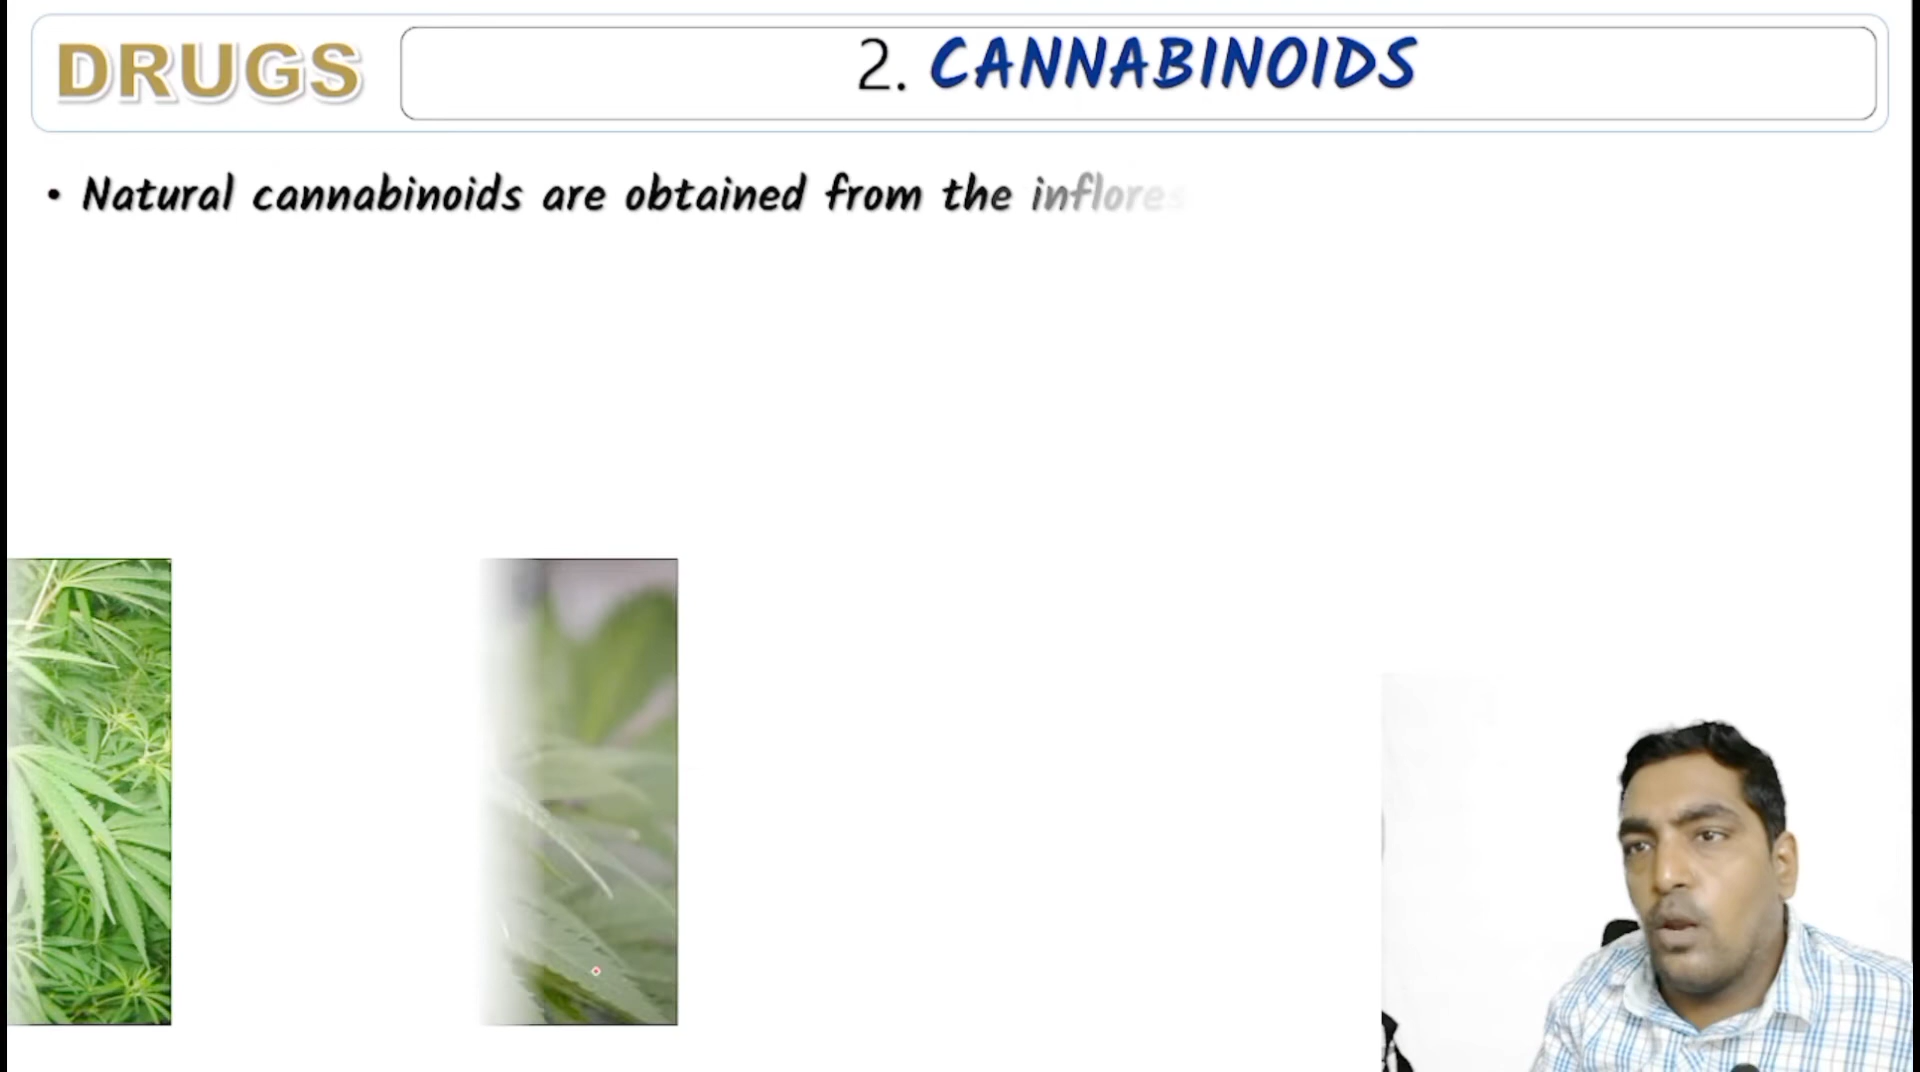 DRUGS
2. CANNABINOIDS
• Natural cannabinoids are obtained from the